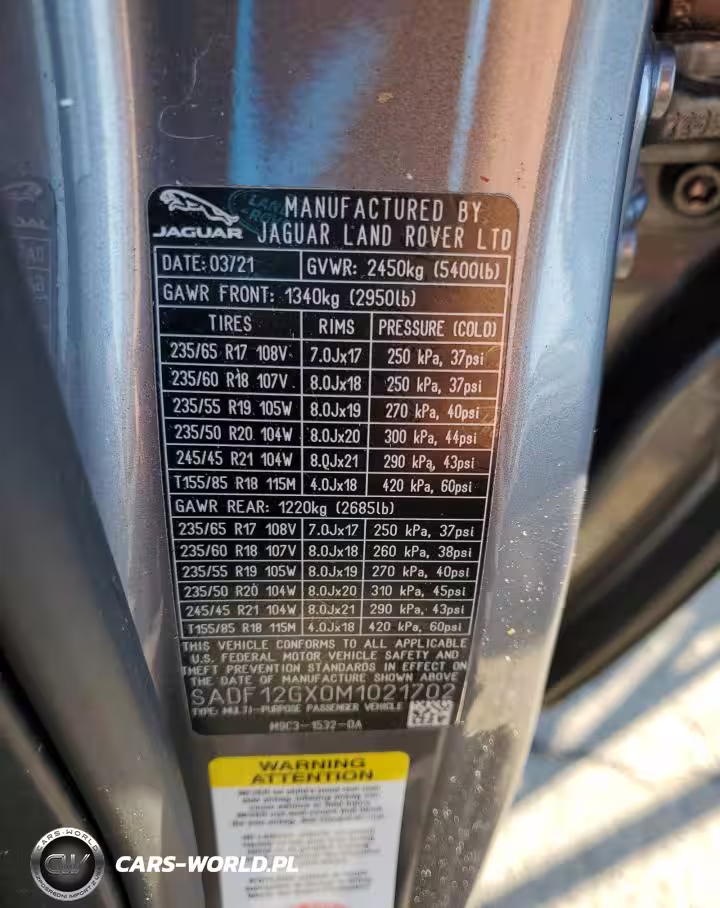 JAGUAR
LAND ROVER
MANUFACTURED BY
JAGUAR LAND ROVER LTD
DATE: 03/21 GVWR: 2450kg (5400lb)
GAWR FRONT: 1340kg (2950lb)
TIRES RIMS PRESSURE (COLD)
235/65 R17 108V 7.0Jx17 250 kPa, 37psi
235/60 R18 107V 8.0Jx18 250 kPa, 37psi
235/55 R19 105W 8.0Jx19 270 kPa, 40psi
235/50 R20 104W 8.0Jx20 300 kPa, 44psi
245/45 R21 104W 8.0Jx21 290 kPa, 43psi
T155/85 R18 115M 4.0Jx18 420 kPa, 60psi
GAWR REAR: 1220kg (2685lb)
235/65 R17 108V 7.0Jx17 250 kPa, 37psi
235/60 R18 107V 8.0Jx18 260 kPa, 38psi
235/55 R19 105W 8.0Jx19 270 kPa, 40psi
235/50 R20 104W 8.0Jx20 310 kPa, 45psi
245/45 R21 104W 8.0Jx21 290 kPa, 43psi
T155/85 R18 115M 4.0Jx18 420 kPa, 60psi
THIS VEHICLE CONFORMS TO ALL APPLICABLE
U.S. FEDERAL MOTOR VEHICLE SAFETY AND
THEFT PREVENTION STANDARDS IN EFFECT ON
THE DATE OF MANUFACTURE SHOWN ABOVE
SADF12GX0M1021702
TYPE: MULTI-PURPOSE PASSENGER VEHICLE
M9C3-1532-DA
WARNING
ATTENTION
CARS-WORLD
CW
CARS-WORLD.PL